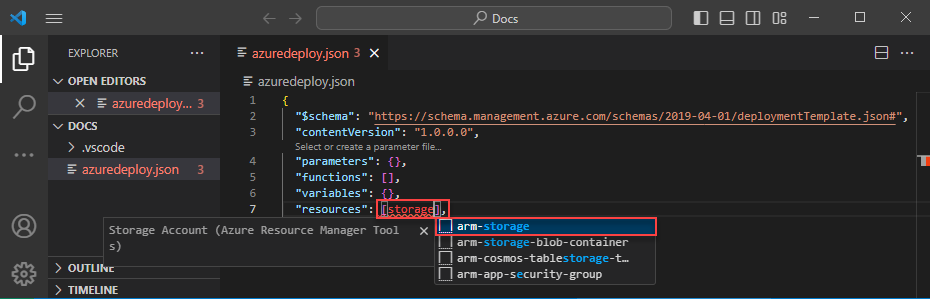 Docs
EXPLORER ···
OPEN EDITORS
azuredeploy... 3
DOCS
.vscode
azuredeploy.json 3
OUTLINE
TIMELINE
azuredeploy.json 3
azuredeploy.json
1 {
2 "$schema": "https://schema.management.azure.com/schemas/2019-04-01/deploymentTemplate.json#",
3 "contentVersion": "1.0.0.0",
Select or create a parameter file...
4 "parameters": {},
5 "functions": [],
6 "variables": {},
7 "resources": [storage],
Storage Account (Azure Resource Manager Tool
s)
arm-storage
arm-storage-blob-container
arm-cosmos-tablestorage-t…
arm-app-security-group